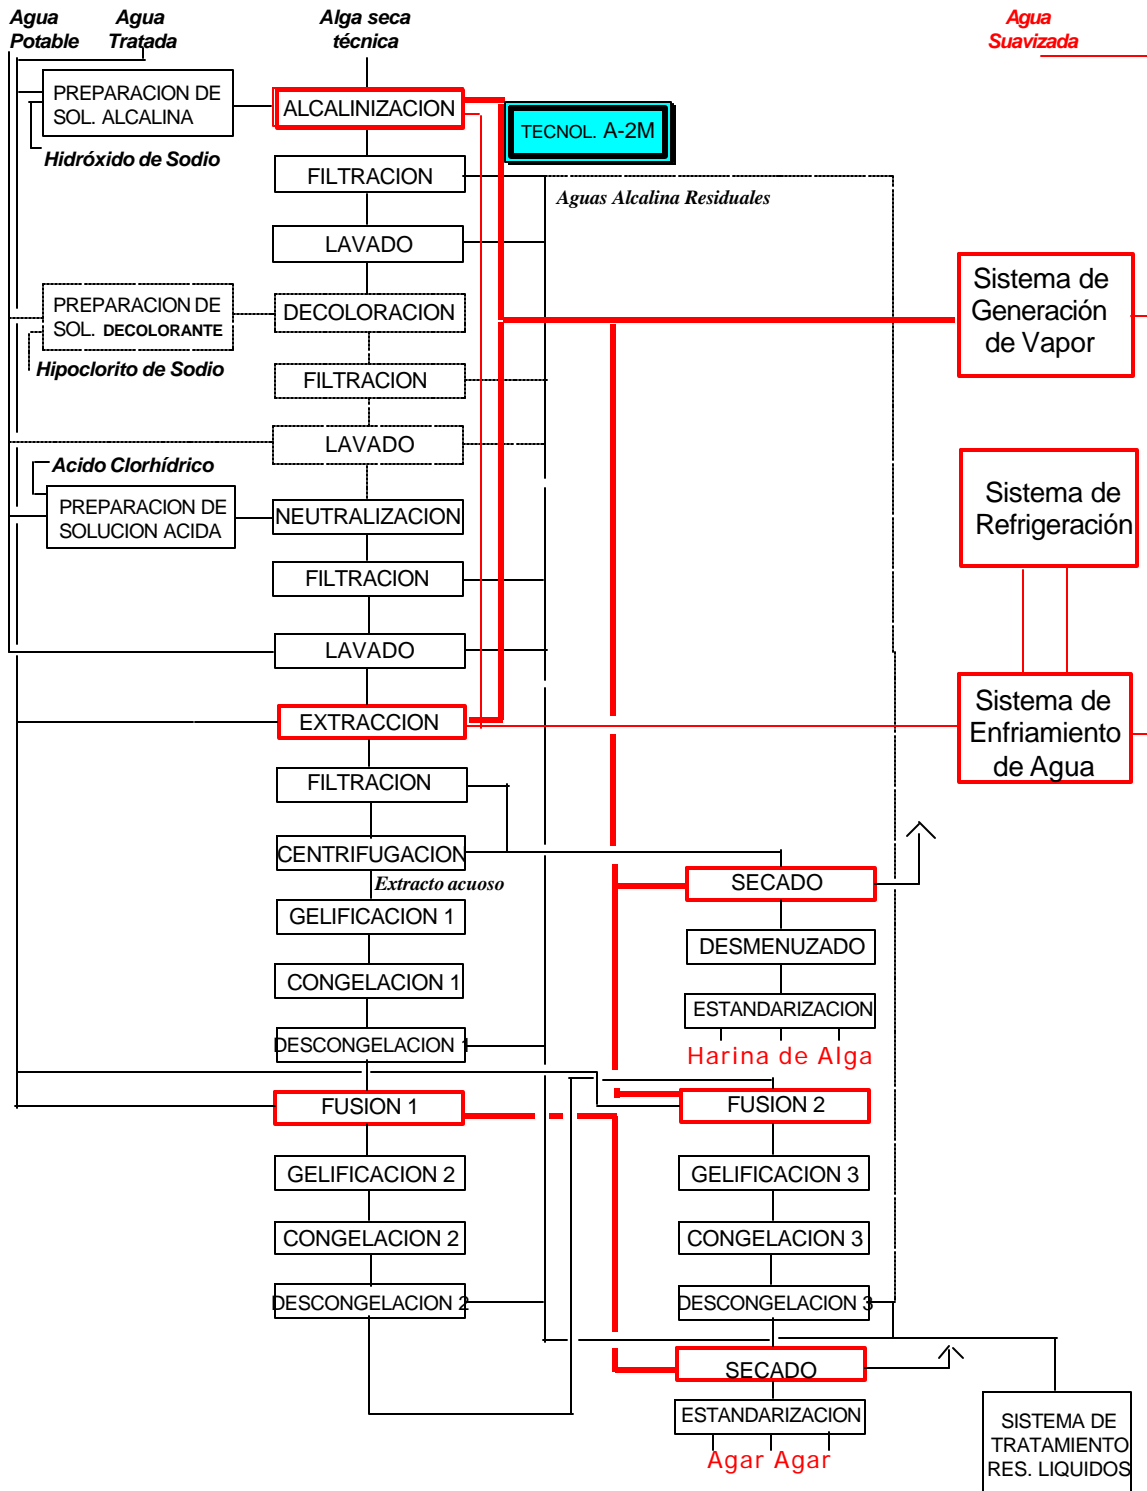 Agua
Potable
Agua
Tratada
Alga seca
técnica
Agua
Suavizada
PREPARACION DE
SOL. ALCALINA
ALCALINIZACION
TECNOL. A-2M
Hidróxido de Sodio
FILTRACION
Aguas Alcalina Residuales
LAVADO
Sistema de
Generación
de Vapor
PREPARACION DE
SOL. DECOLORANTE
DECOLORACION
Hipoclorito de Sodio
FILTRACION
LAVADO
Acido Clorhídrico
PREPARACION DE
SOLUCION ACIDA
NEUTRALIZACION
Sistema de
Refrigeración
FILTRACION
LAVADO
EXTRACCION
Sistema de
Enfriamiento
de Agua
FILTRACION
CENTRIFUGACION
Extracto acuoso
SECADO
GELIFICACION 1
DESMENUZADO
CONGELACION 1
ESTANDARIZACION
DESCONGELACION 1
Harina de Alga
FUSION 1
FUSION 2
GELIFICACION 2
GELIFICACION 3
CONGELACION 2
CONGELACION 3
DESCONGELACION 2
DESCONGELACION 3
SECADO
ESTANDARIZACION
Agar Agar
SISTEMA DE
TRATAMIENTO
RES. LIQUIDOS